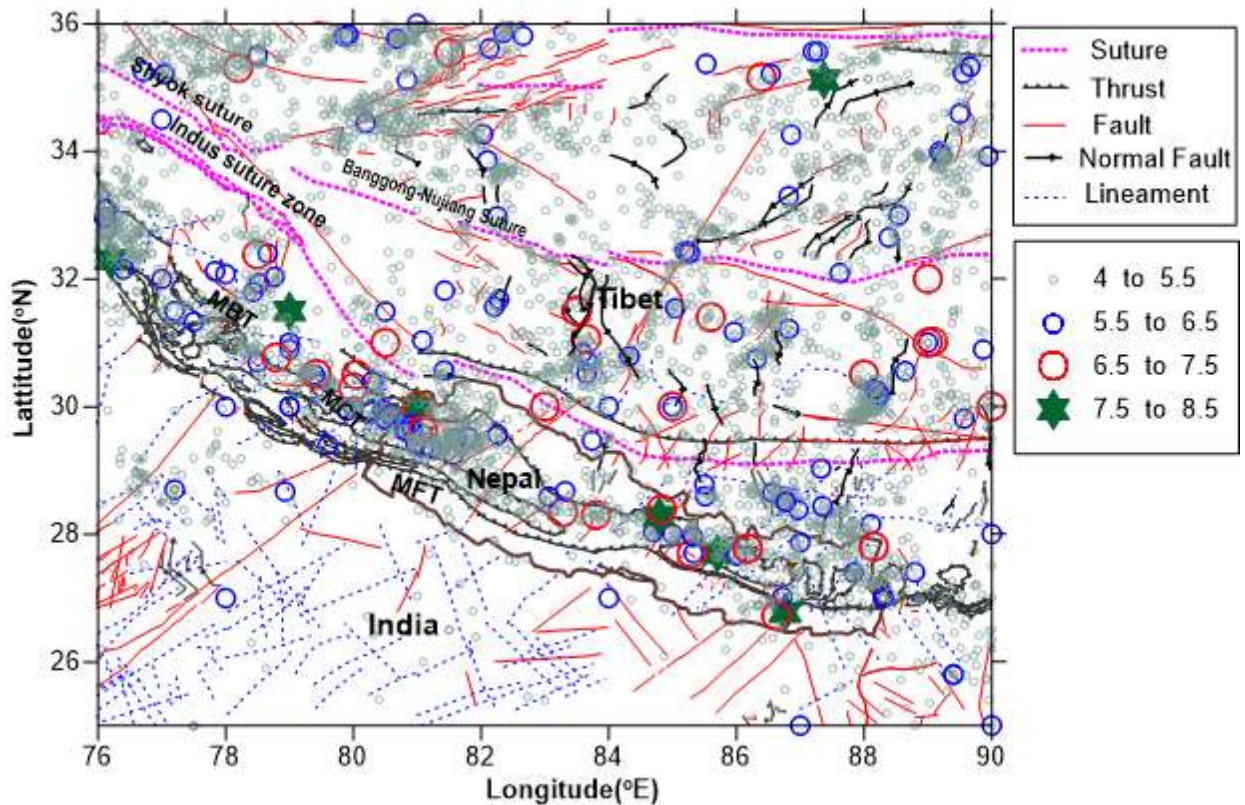 36
34
32
30
28
26
76
78
80
82
84
86
88
90
Lattitude(°N)
Longitude(°E)
Shyok suture
Indus suture zone
Banggong-Nujiang Suture
Tibet
MBT
MCT
Nepal
MFT
India
Suture
Thrust
Fault
Normal Fault
Lineament
4 to 5.5
5.5 to 6.5
6.5 to 7.5
7.5 to 8.5